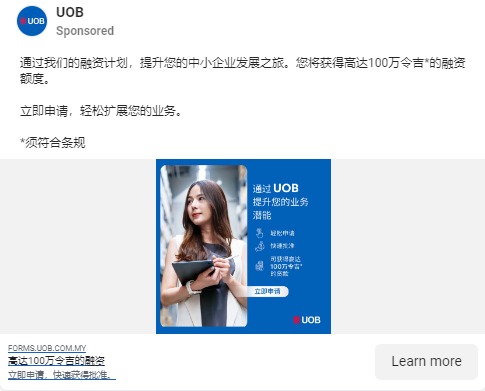 UOB
UOB
Sponsored
通过我们的融资计划，提升您的中小企业发展之旅。您将获得高达100万令吉*的融资
额度。
立即申请，轻松扩展您的业务。
*须符合条规
通过 UOB
提升您的业务
潜能
轻松申请
快速批准
可获得高达
100万令吉*
的贷款
立即申请
UOB
FORMS.UOB.COM.MY
高达100万令吉的融资
立即申请，快速获得批准。
Learn more